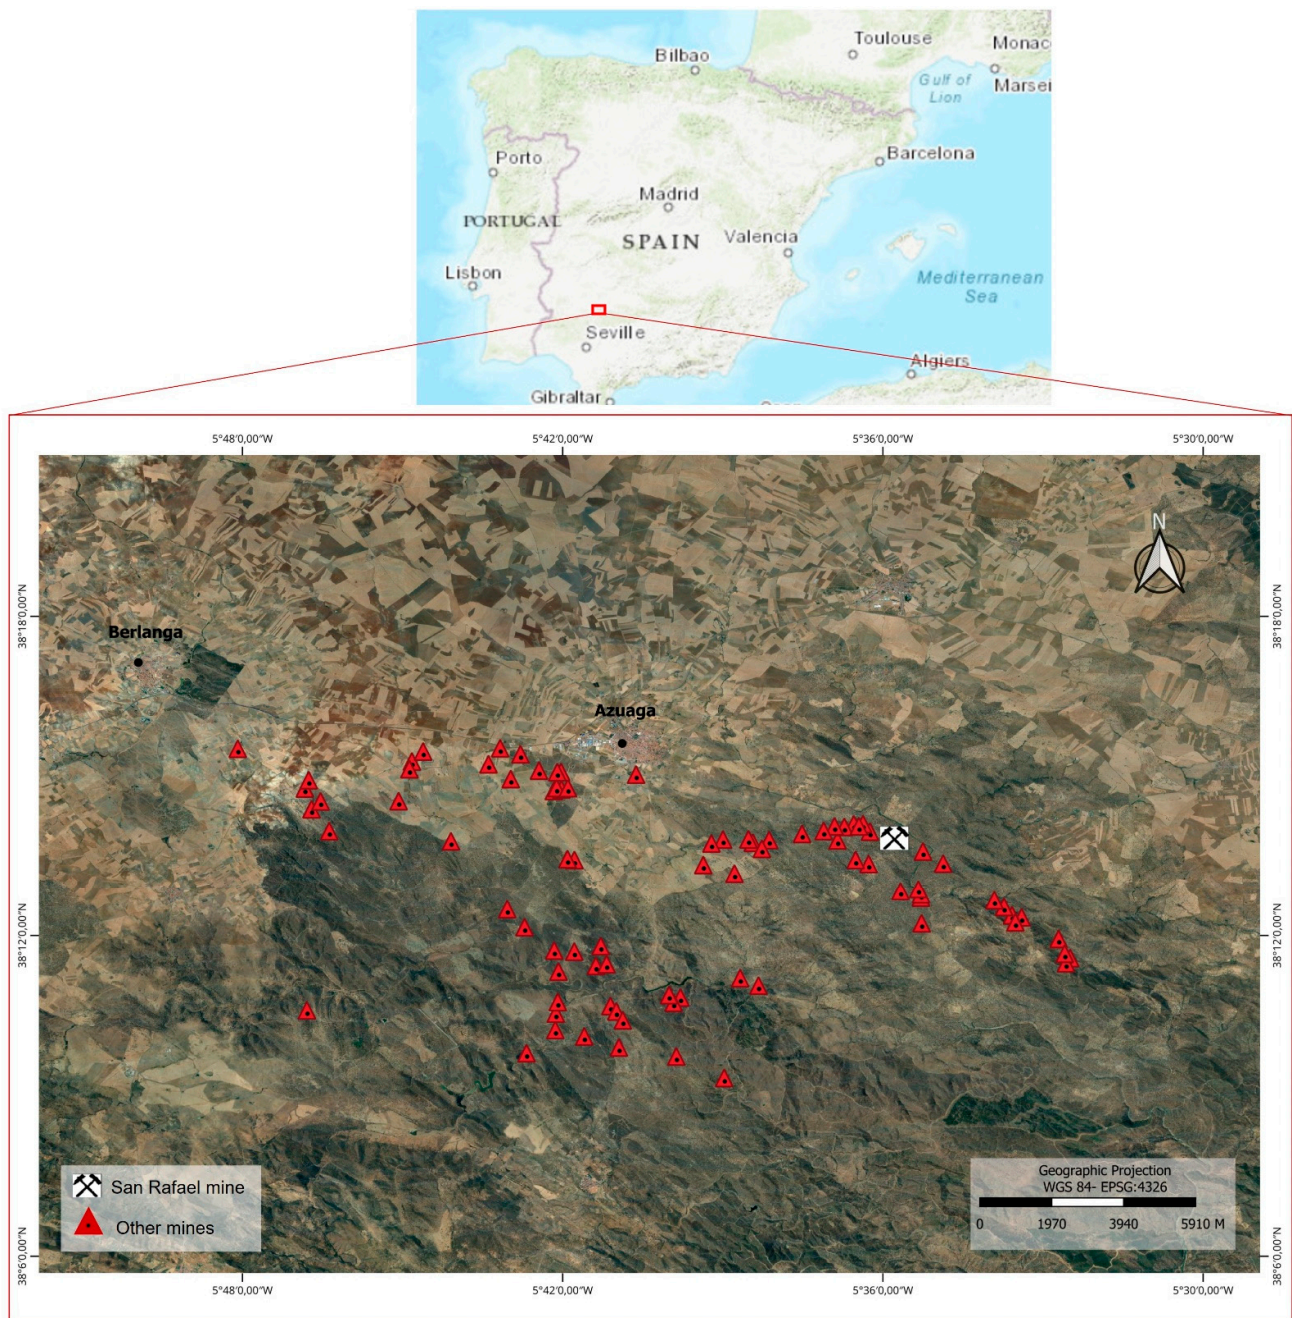 Toulouse
Monac
Bilbao
Gulf of
Lion
Marsei
Porto
Barcelona
Madrid
PORTUGAL
SPAIN
Valencia
Lisbon
Mediterranean
Sea
Seville
Algiers
Gibraltar
5°48'0,00"W
5°42'0,00"W
5°36'0,00"W
5°30'0,00"W
N
38°18'0,00"N
38°18'0,00"N
Berlanga
Azuaga
38°12'0,00"N
38°12'0,00"N
San Rafael mine
Other mines
Geographic Projection
WGS 84- EPSG:4326
0 1970 3940 5910 M
38°6'0,00"N
38°6'0,00"N
5°48'0,00"W
5°42'0,00"W
5°36'0,00"W
5°30'0,00"W